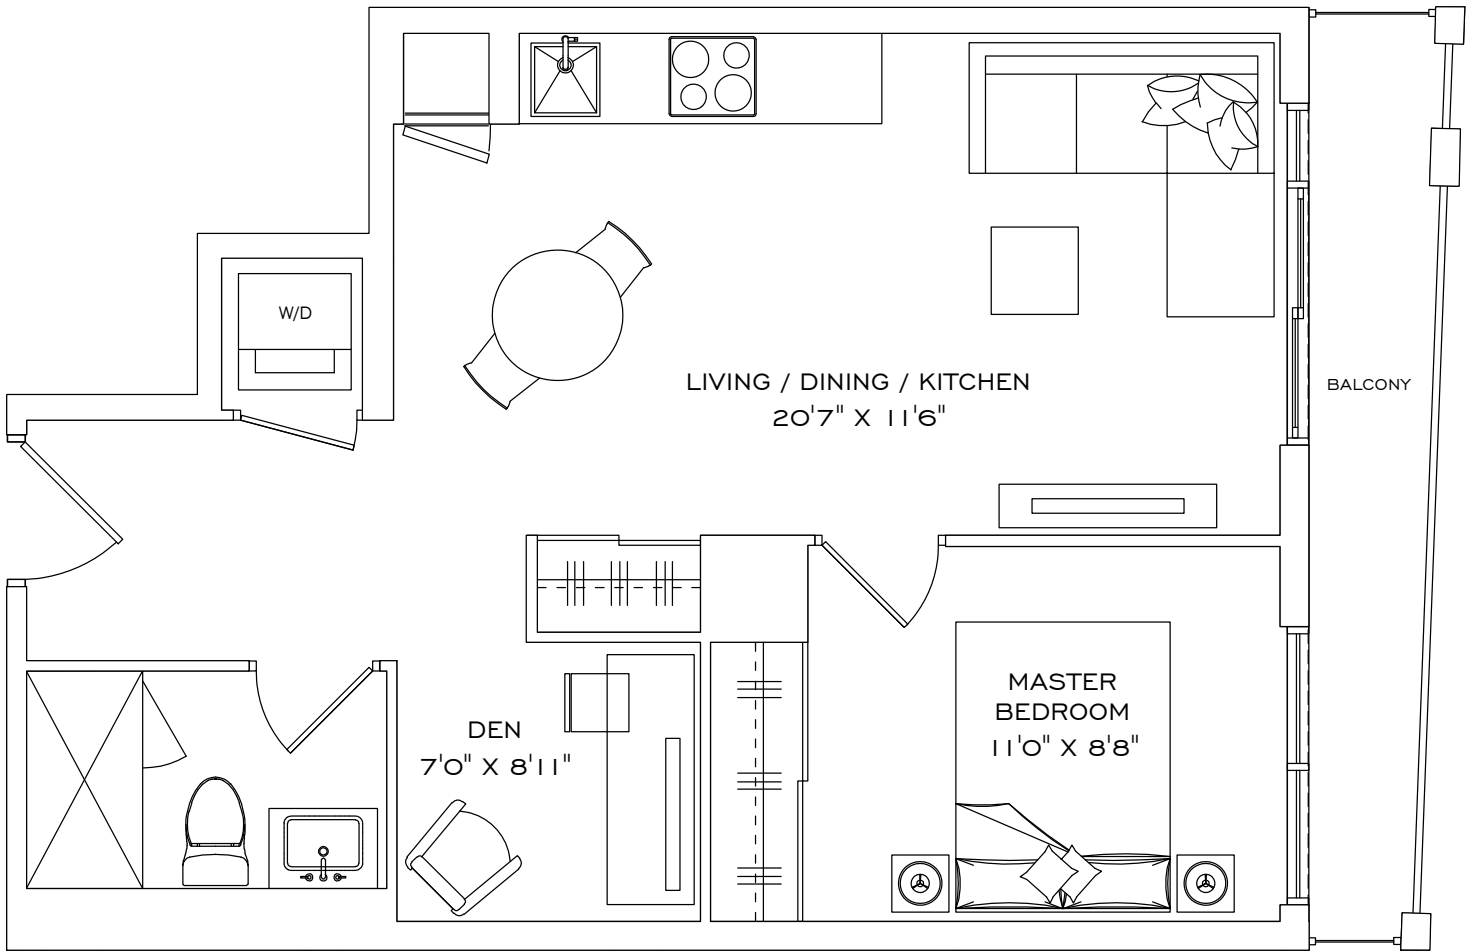 W/D
LIVING / DINING / KITCHEN
20'7" X 11'6"
BALCONY
MASTER
BEDROOM
11'0" X 8'8"
DEN
7'0" X 8'11"